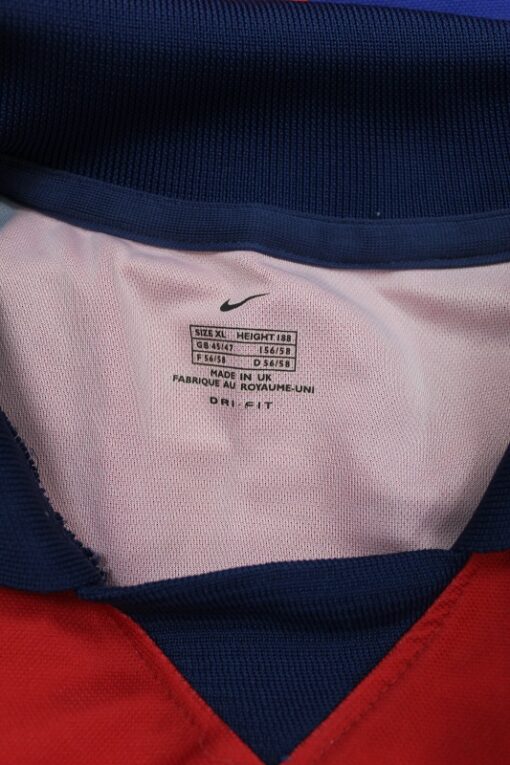 SIZE XL HEIGHT 188
GB 45/47 I 56/58
F 56/58 D 56/58
MADE IN UK
FABRIQUE AU ROYAUME-UNI
DRI-FIT